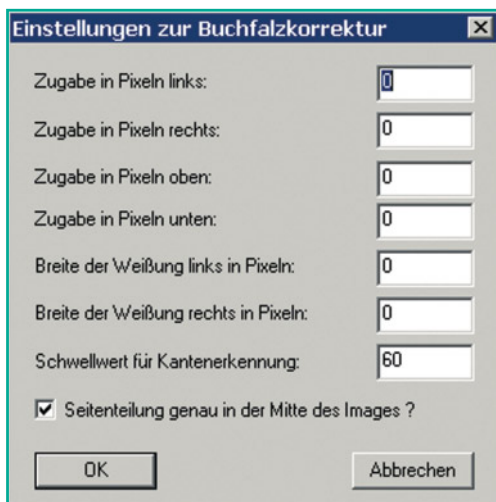 Einstellungen zur Buchfalzkorrektur
Zugabe in Pixeln links: 0
Zugabe in Pixeln rechts: 0
Zugabe in Pixeln oben: 0
Zugabe in Pixeln unten: 0
Breite der Weißung links in Pixeln: 0
Breite der Weißung rechts in Pixeln: 0
Schwellwert für Kantenerkennung: 60
Seitenteilung genau in der Mitte des Images ?
OK Abbrechen